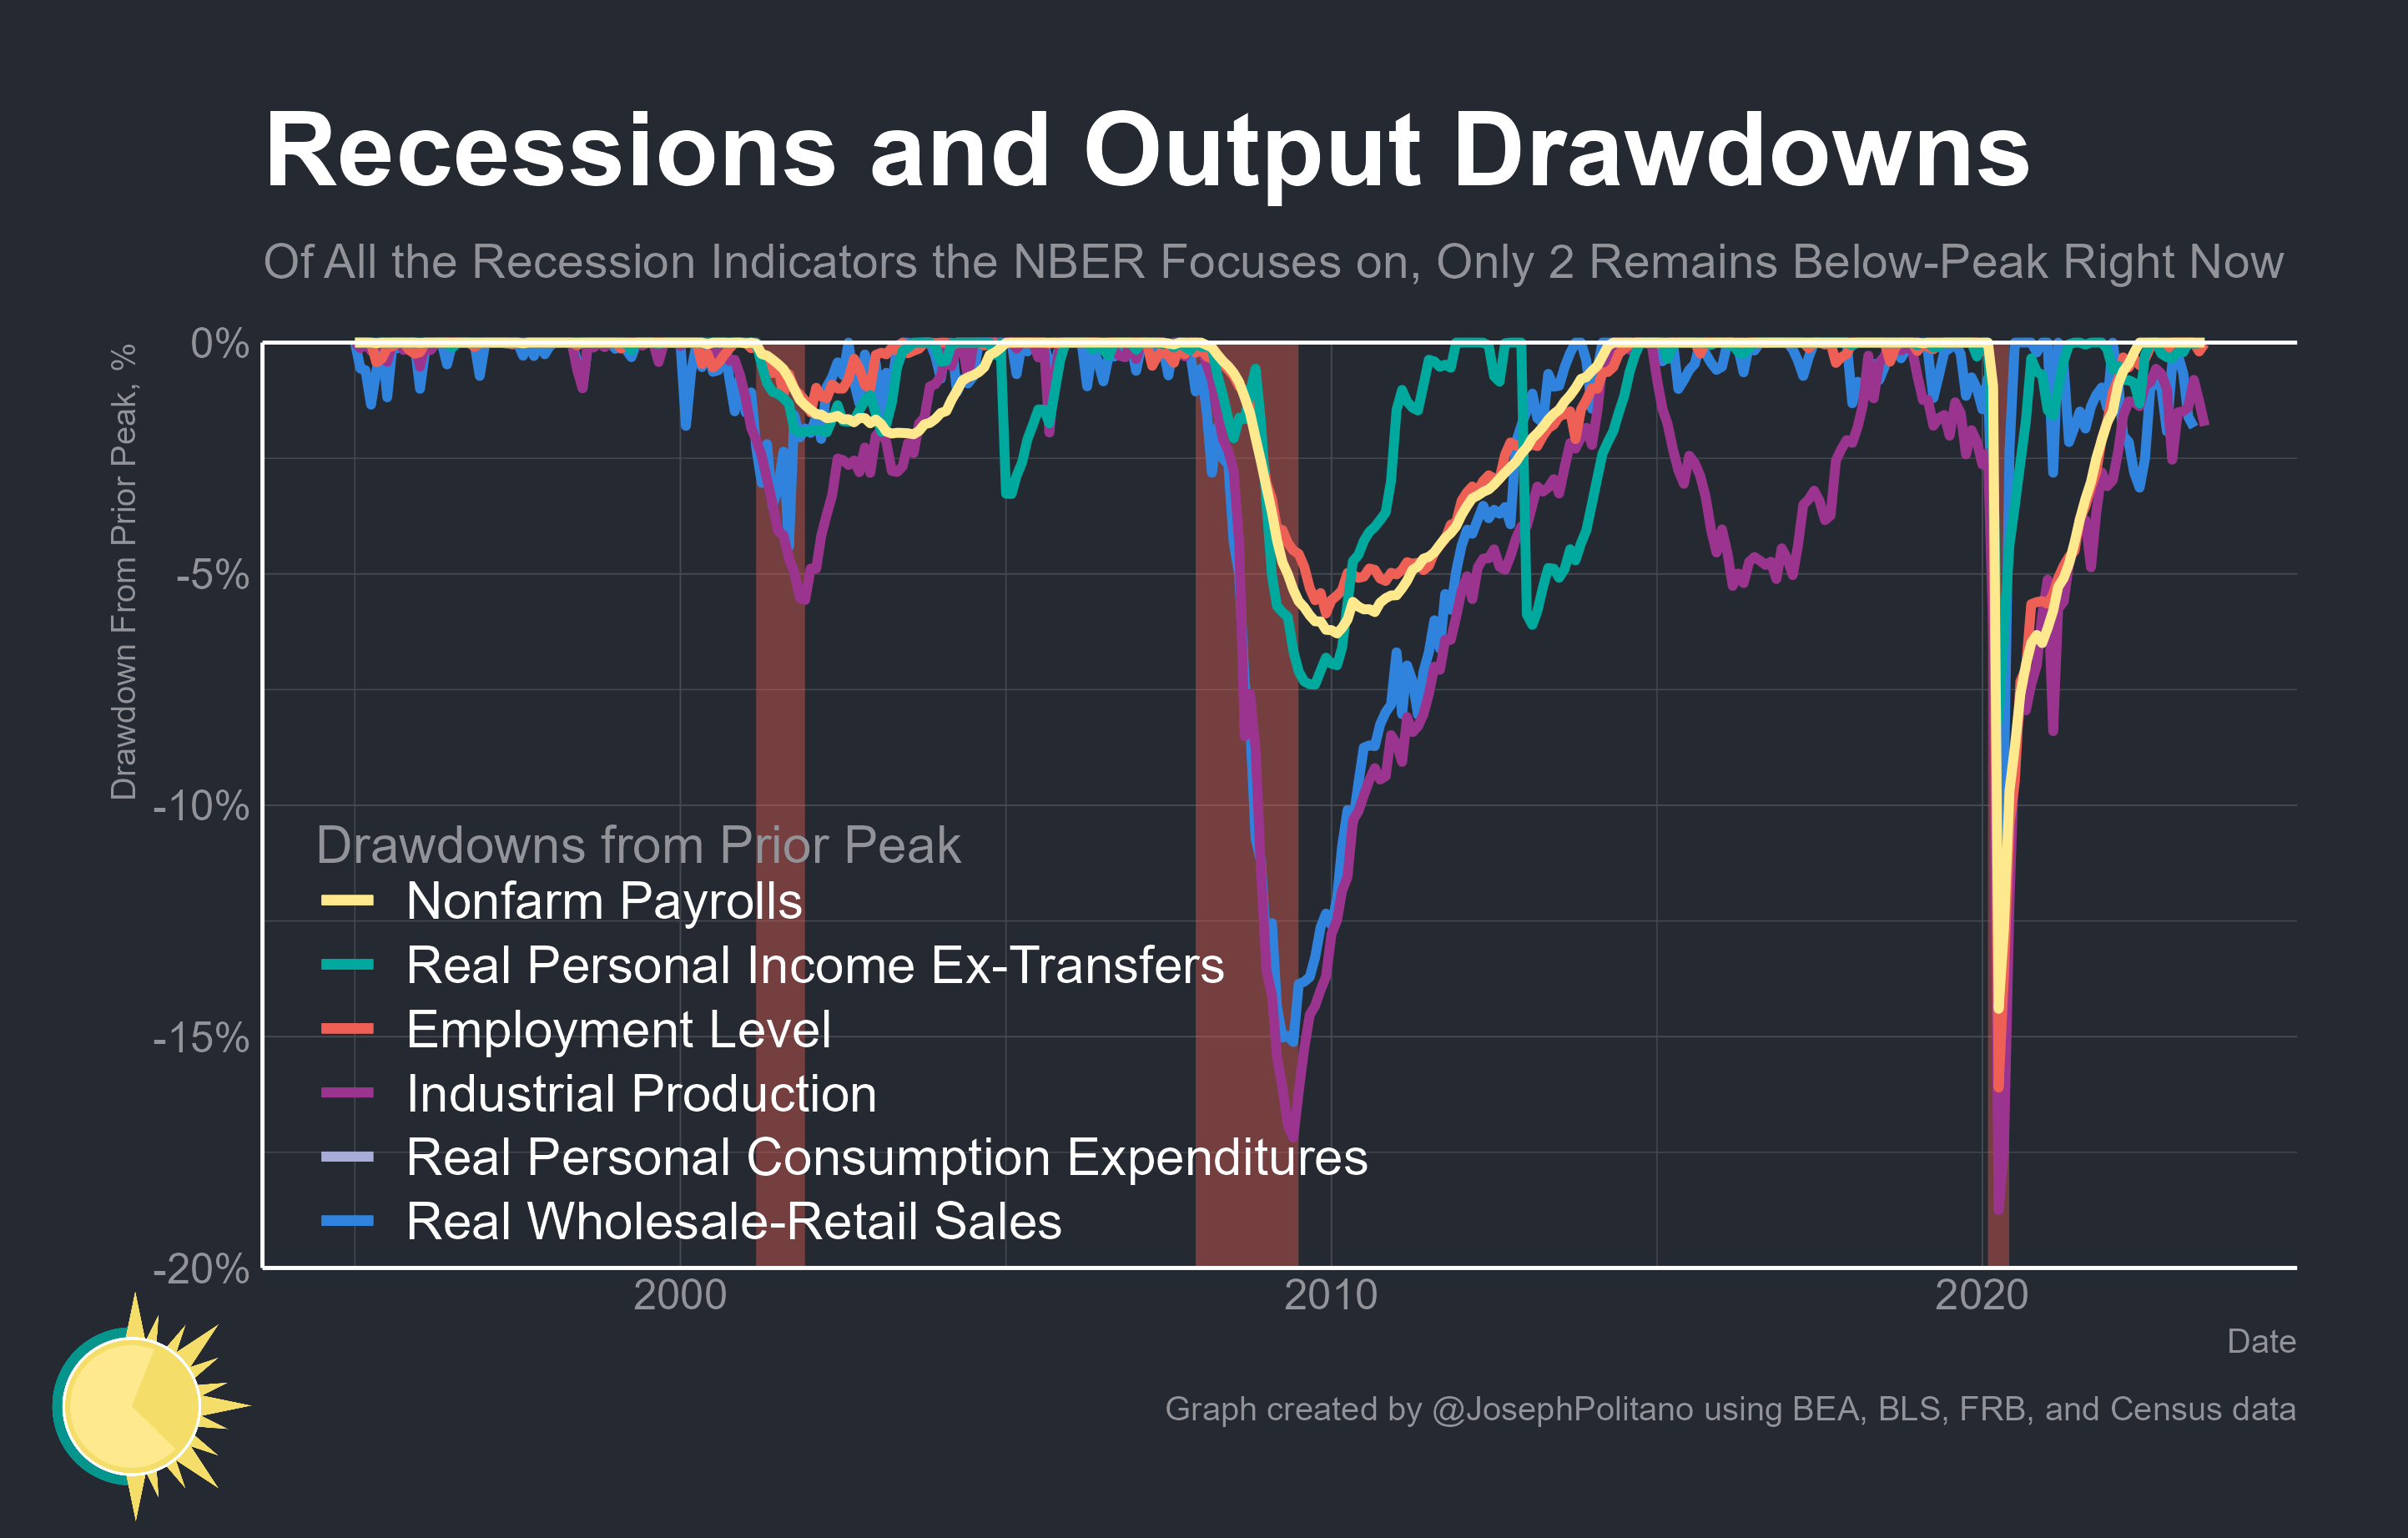 Recessions and Output Drawdowns
Of All the Recession Indicators the NBER Focuses on, Only 2 Remains Below-Peak Right Now
Drawdown From Prior Peak, %
0%
-5%
-10%
-15%
-20%
Drawdowns from Prior Peak
Nonfarm Payrolls
Real Personal Income Ex-Transfers
Employment Level
Industrial Production
Real Personal Consumption Expenditures
Real Wholesale-Retail Sales
2000
2010
2020
Date
Graph created by @JosephPolitano using BEA, BLS, FRB, and Census data